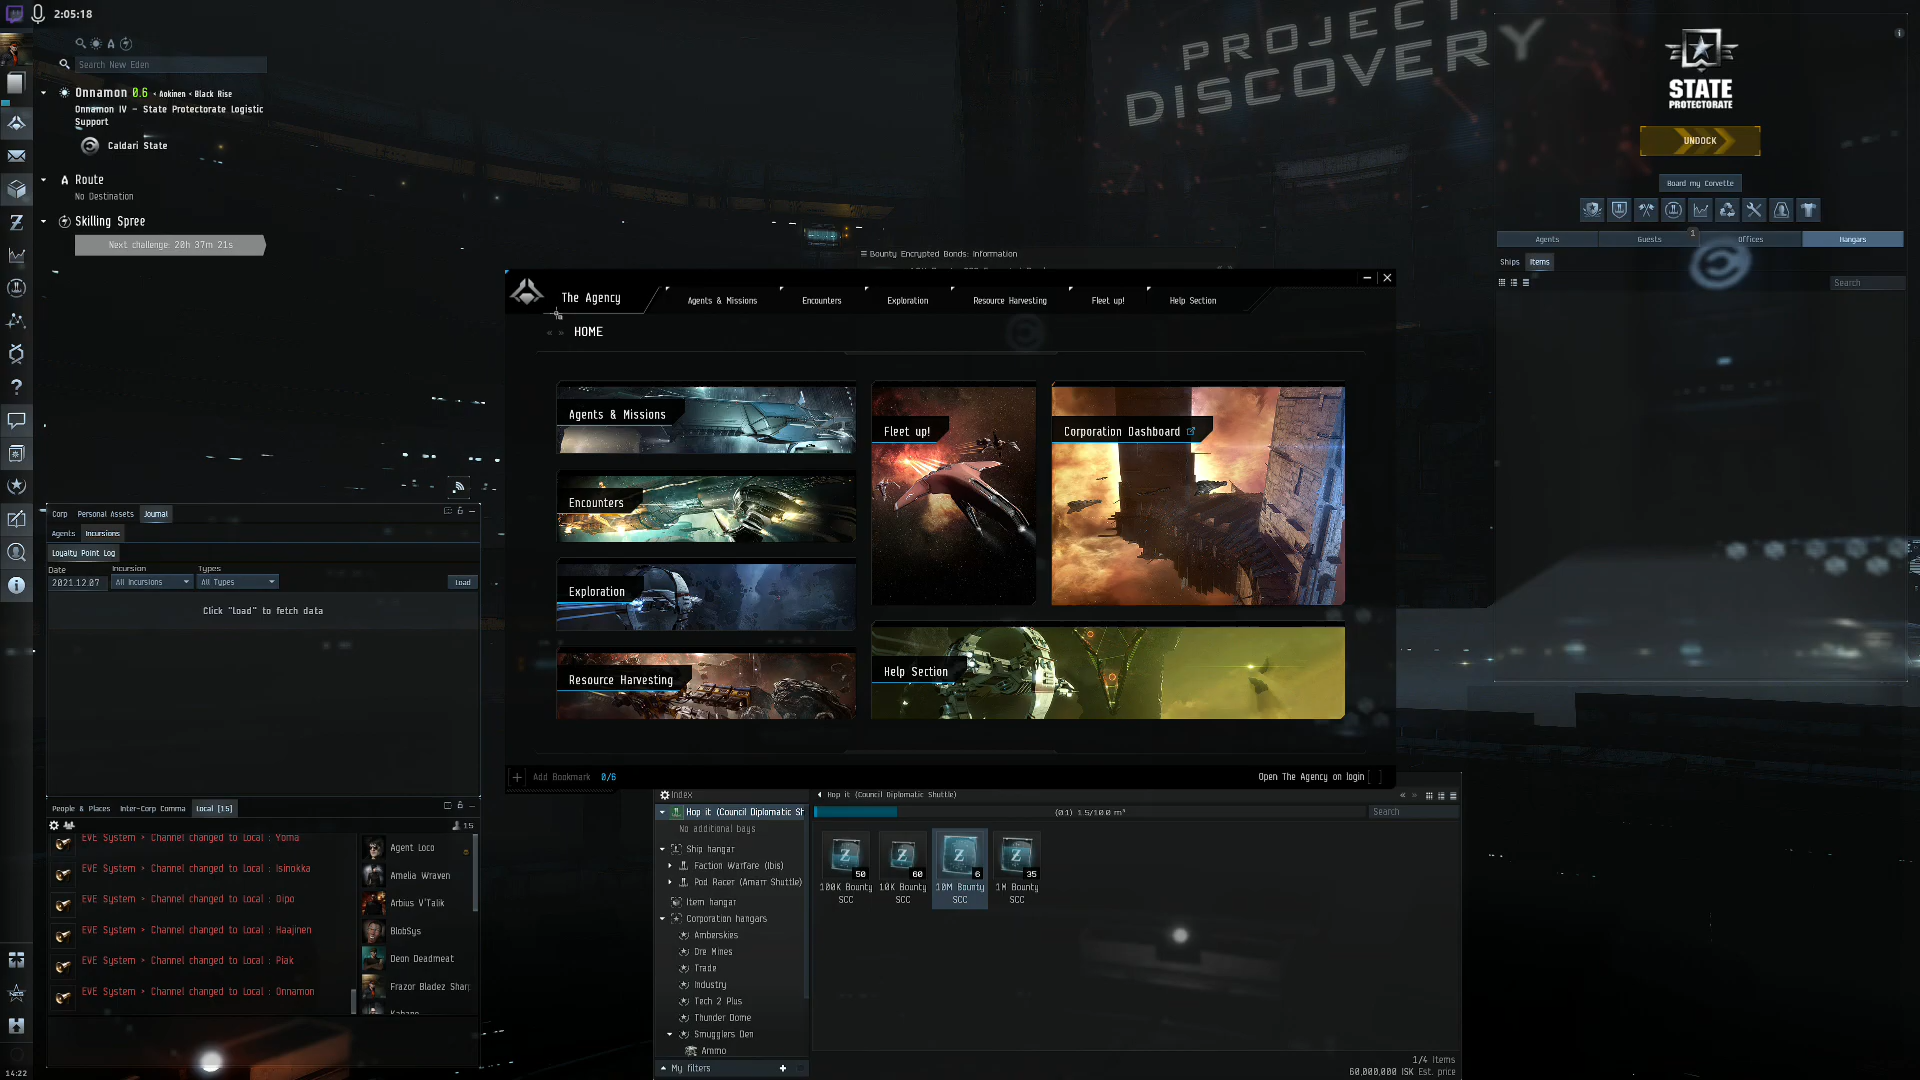 2:05:18
PROJECT
DISCOVERY
Search New Eden
Onnamon 0.6 < Aokinen < Black Rise
Onnamon IV - State Protectorate Logistic
Support
Caldari State
Route
No Destination
Skilling Spree
Next challenge: 20h 37m 21s
STATE
PROTECTORATE
UNDOCK
Board my Corvette
Agents
Guests
1
Offices
Hangars
Ships
Items
Search
Bounty Encrypted Bonds: Information
The Agency
Agents & Missions
Encounters
Exploration
Resource Harvesting
Fleet up!
Help Section
HOME
Agents & Missions
Encounters
Exploration
Resource Harvesting
Fleet up!
Corporation Dashboard
Help Section
Add Bookmark 0/6
Open The Agency on login
Corp
Personal Assets
Journal
Agents
Incursions
Loyalty Point Log
Date
Incursion
Types
2021.12.07
All Incursions
All Types
Load
Click "Load" to fetch data
People & Places
Inter-Corp Comma
Local [15]
15
EVE System > Channel changed to Local : Yoma
EVE System > Channel changed to Local : Isinokka
EVE System > Channel changed to Local : Oipo
EVE System > Channel changed to Local : Haajinen
EVE System > Channel changed to Local : Piak
EVE System > Channel changed to Local : Onnamon
Agent Loco
Amelia Wraven
Arbius V'Talik
BlobSys
Deon Deadmeat
Frazor Bladez Shar
14:22
Index
Hop it (Council Diplomatic Sh
No additional bays
Ship hangar
Faction Warfare (Ibis)
Pod Racer (Amarr Shuttle)
Item hangar
Corporation hangars
Amberskies
Ore Mines
Trade
Industry
Tech 2 Plus
Thunder Dome
Smugglers Den
Ammo
My filters
Hop it (Council Diplomatic Shuttle)
(0.1) 1.5/10.0 m³
Search
50
100K Bounty
SCC
60
10K Bounty
SCC
6
10M Bounty
SCC
35
1M Bounty
SCC
1/4 Items
60,000,000 ISK Est. price